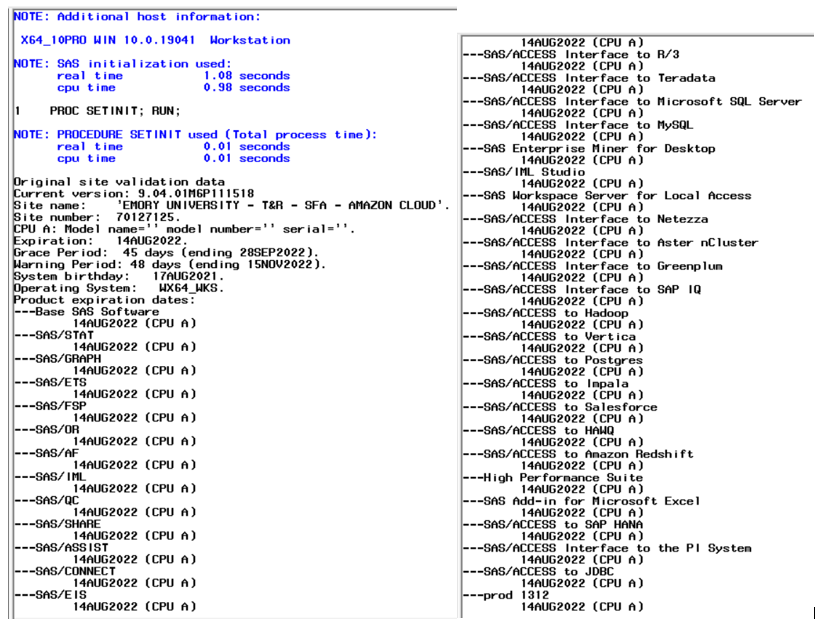 NOTE: Additional host information:
X64_10PRO WIN 10.0.19041 Workstation
NOTE: SAS initialization used:
real time 1.08 seconds
cpu time 0.98 seconds
1 PROC SETINIT; RUN;
NOTE: PROCEDURE SETINIT used (Total process time):
real time 0.01 seconds
cpu time 0.01 seconds
Original site validation data
Current version: 9.04.01M6P111518
Site name: 'EMORY UNIVERSITY - T&R - SFA - AMAZON CLOUD'.
Site number: 70127125.
CPU A: Model name='' model number='' serial=''.
Expiration: 14AUG2022.
Grace Period: 45 days (ending 28SEP2022).
Warning Period: 48 days (ending 15NOV2022).
System birthday: 17AUG2021.
Operating System: WX64_WKS.
Product expiration dates:
---Base SAS Software
14AUG2022 (CPU A)
---SAS/STAT
14AUG2022 (CPU A)
---SAS/GRAPH
14AUG2022 (CPU A)
---SAS/ETS
14AUG2022 (CPU A)
---SAS/FSP
14AUG2022 (CPU A)
---SAS/OR
14AUG2022 (CPU A)
---SAS/AF
14AUG2022 (CPU A)
---SAS/IML
14AUG2022 (CPU A)
---SAS/QC
14AUG2022 (CPU A)
---SAS/SHARE
14AUG2022 (CPU A)
---SAS/ASSIST
14AUG2022 (CPU A)
---SAS/CONNECT
14AUG2022 (CPU A)
---SAS/EIS
14AUG2022 (CPU A)
14AUG2022 (CPU A)
---SAS/ACCESS Interface to R/3
14AUG2022 (CPU A)
---SAS/ACCESS Interface to Teradata
14AUG2022 (CPU A)
---SAS/ACCESS Interface to Microsoft SQL Server
14AUG2022 (CPU A)
---SAS/ACCESS Interface to MySQL
14AUG2022 (CPU A)
---SAS Enterprise Miner for Desktop
14AUG2022 (CPU A)
---SAS/IML Studio
14AUG2022 (CPU A)
---SAS Workspace Server for Local Access
14AUG2022 (CPU A)
---SAS/ACCESS Interface to Netezza
14AUG2022 (CPU A)
---SAS/ACCESS Interface to Aster nCluster
14AUG2022 (CPU A)
---SAS/ACCESS Interface to Greenplum
14AUG2022 (CPU A)
---SAS/ACCESS Interface to SAP IQ
14AUG2022 (CPU A)
---SAS/ACCESS to Hadoop
14AUG2022 (CPU A)
---SAS/ACCESS to Vertica
14AUG2022 (CPU A)
---SAS/ACCESS to Postgres
14AUG2022 (CPU A)
---SAS/ACCESS to Impala
14AUG2022 (CPU A)
---SAS/ACCESS to Salesforce
14AUG2022 (CPU A)
---SAS/ACCESS to HAWQ
14AUG2022 (CPU A)
---SAS/ACCESS to Amazon Redshift
14AUG2022 (CPU A)
---High Performance Suite
14AUG2022 (CPU A)
---SAS Add-in for Microsoft Excel
14AUG2022 (CPU A)
---SAS/ACCESS to SAP HANA
14AUG2022 (CPU A)
---SAS/ACCESS Interface to the PI System
14AUG2022 (CPU A)
---SAS/ACCESS to JDBC
14AUG2022 (CPU A)
---prod 1312
14AUG2022 (CPU A)